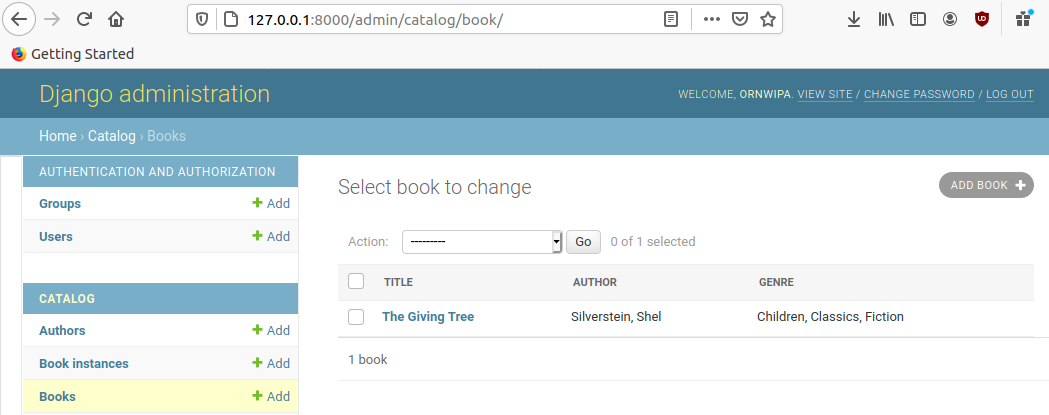 127.0.0.1:8000/admin/catalog/book/
Getting Started
Django administration
WELCOME, ORNWIPA. VIEW SITE / CHANGE PASSWORD / LOG OUT
Home › Catalog › Books
AUTHENTICATION AND AUTHORIZATION
Groups + Add
Users + Add
CATALOG
Authors + Add
Book instances + Add
Books + Add
Select book to change
ADD BOOK +
Action: --------- Go 0 of 1 selected
TITLE AUTHOR GENRE
The Giving Tree Silverstein, Shel Children, Classics, Fiction
1 book